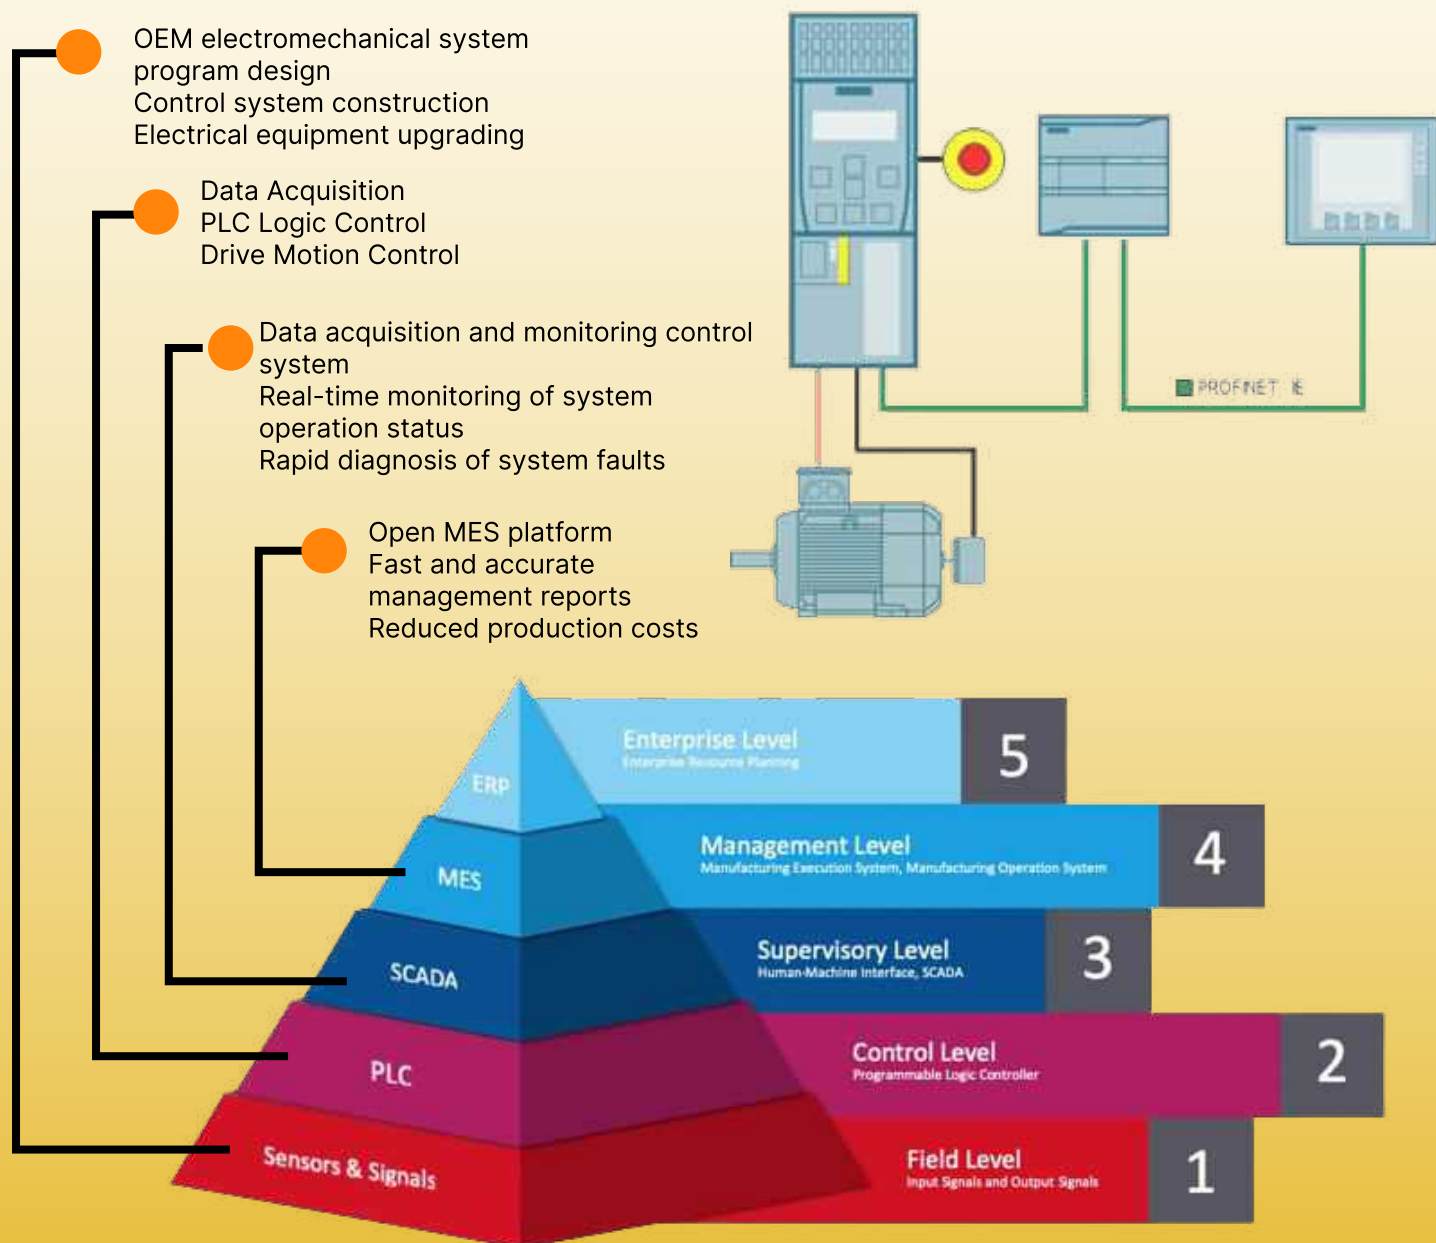 OEM electromechanical system
program design
Control system construction
Electrical equipment upgrading
Data Acquisition
PLC Logic Control
Drive Motion Control
Data acquisition and monitoring control
system
Real-time monitoring of system
operation status
Rapid diagnosis of system faults
PROFINET IE
Open MES platform
Fast and accurate
management reports
Reduced production costs
ERP
Enterprise Level
Enterprise Resource Planning
5
MES
Management Level
Manufacturing Execution System, Manufacturing Operation System
4
SCADA
Supervisory Level
Human-Machine Interface, SCADA
3
PLC
Control Level
Programmable Logic Controller
2
Sensors & Signals
Field Level
Input Signals and Output Signals
1